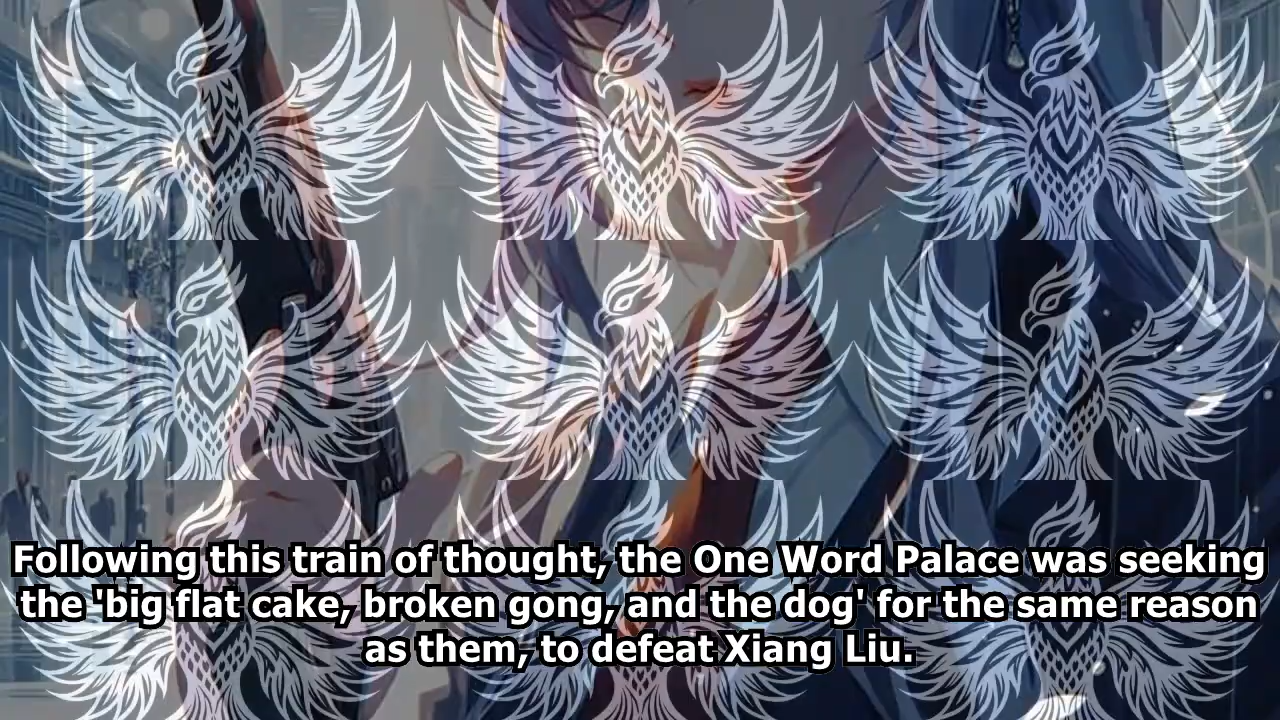 Following this train of thought, the One Word Palace was seeking
the 'big flat cake, broken gong, and the dog' for the same reason
as them, to defeat Xiang Liu.